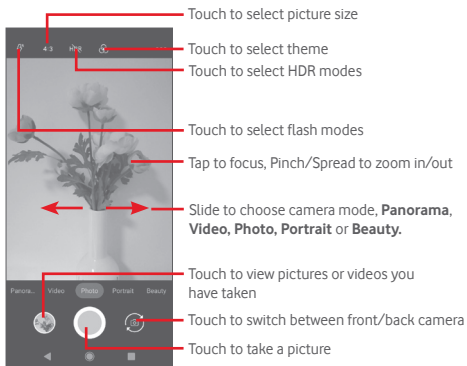 Touch to select picture size
4:3
HDR
Touch to select theme
Touch to select HDR modes
Touch to select flash modes
Tap to focus, Pinch/Spread to zoom in/out
Slide to choose camera mode, Panorama,
Video, Photo, Portrait or Beauty.
Touch to view pictures or videos you
have taken
Panora... Video Photo Portrait Beauty
Touch to switch between front/back camera
Touch to take a picture